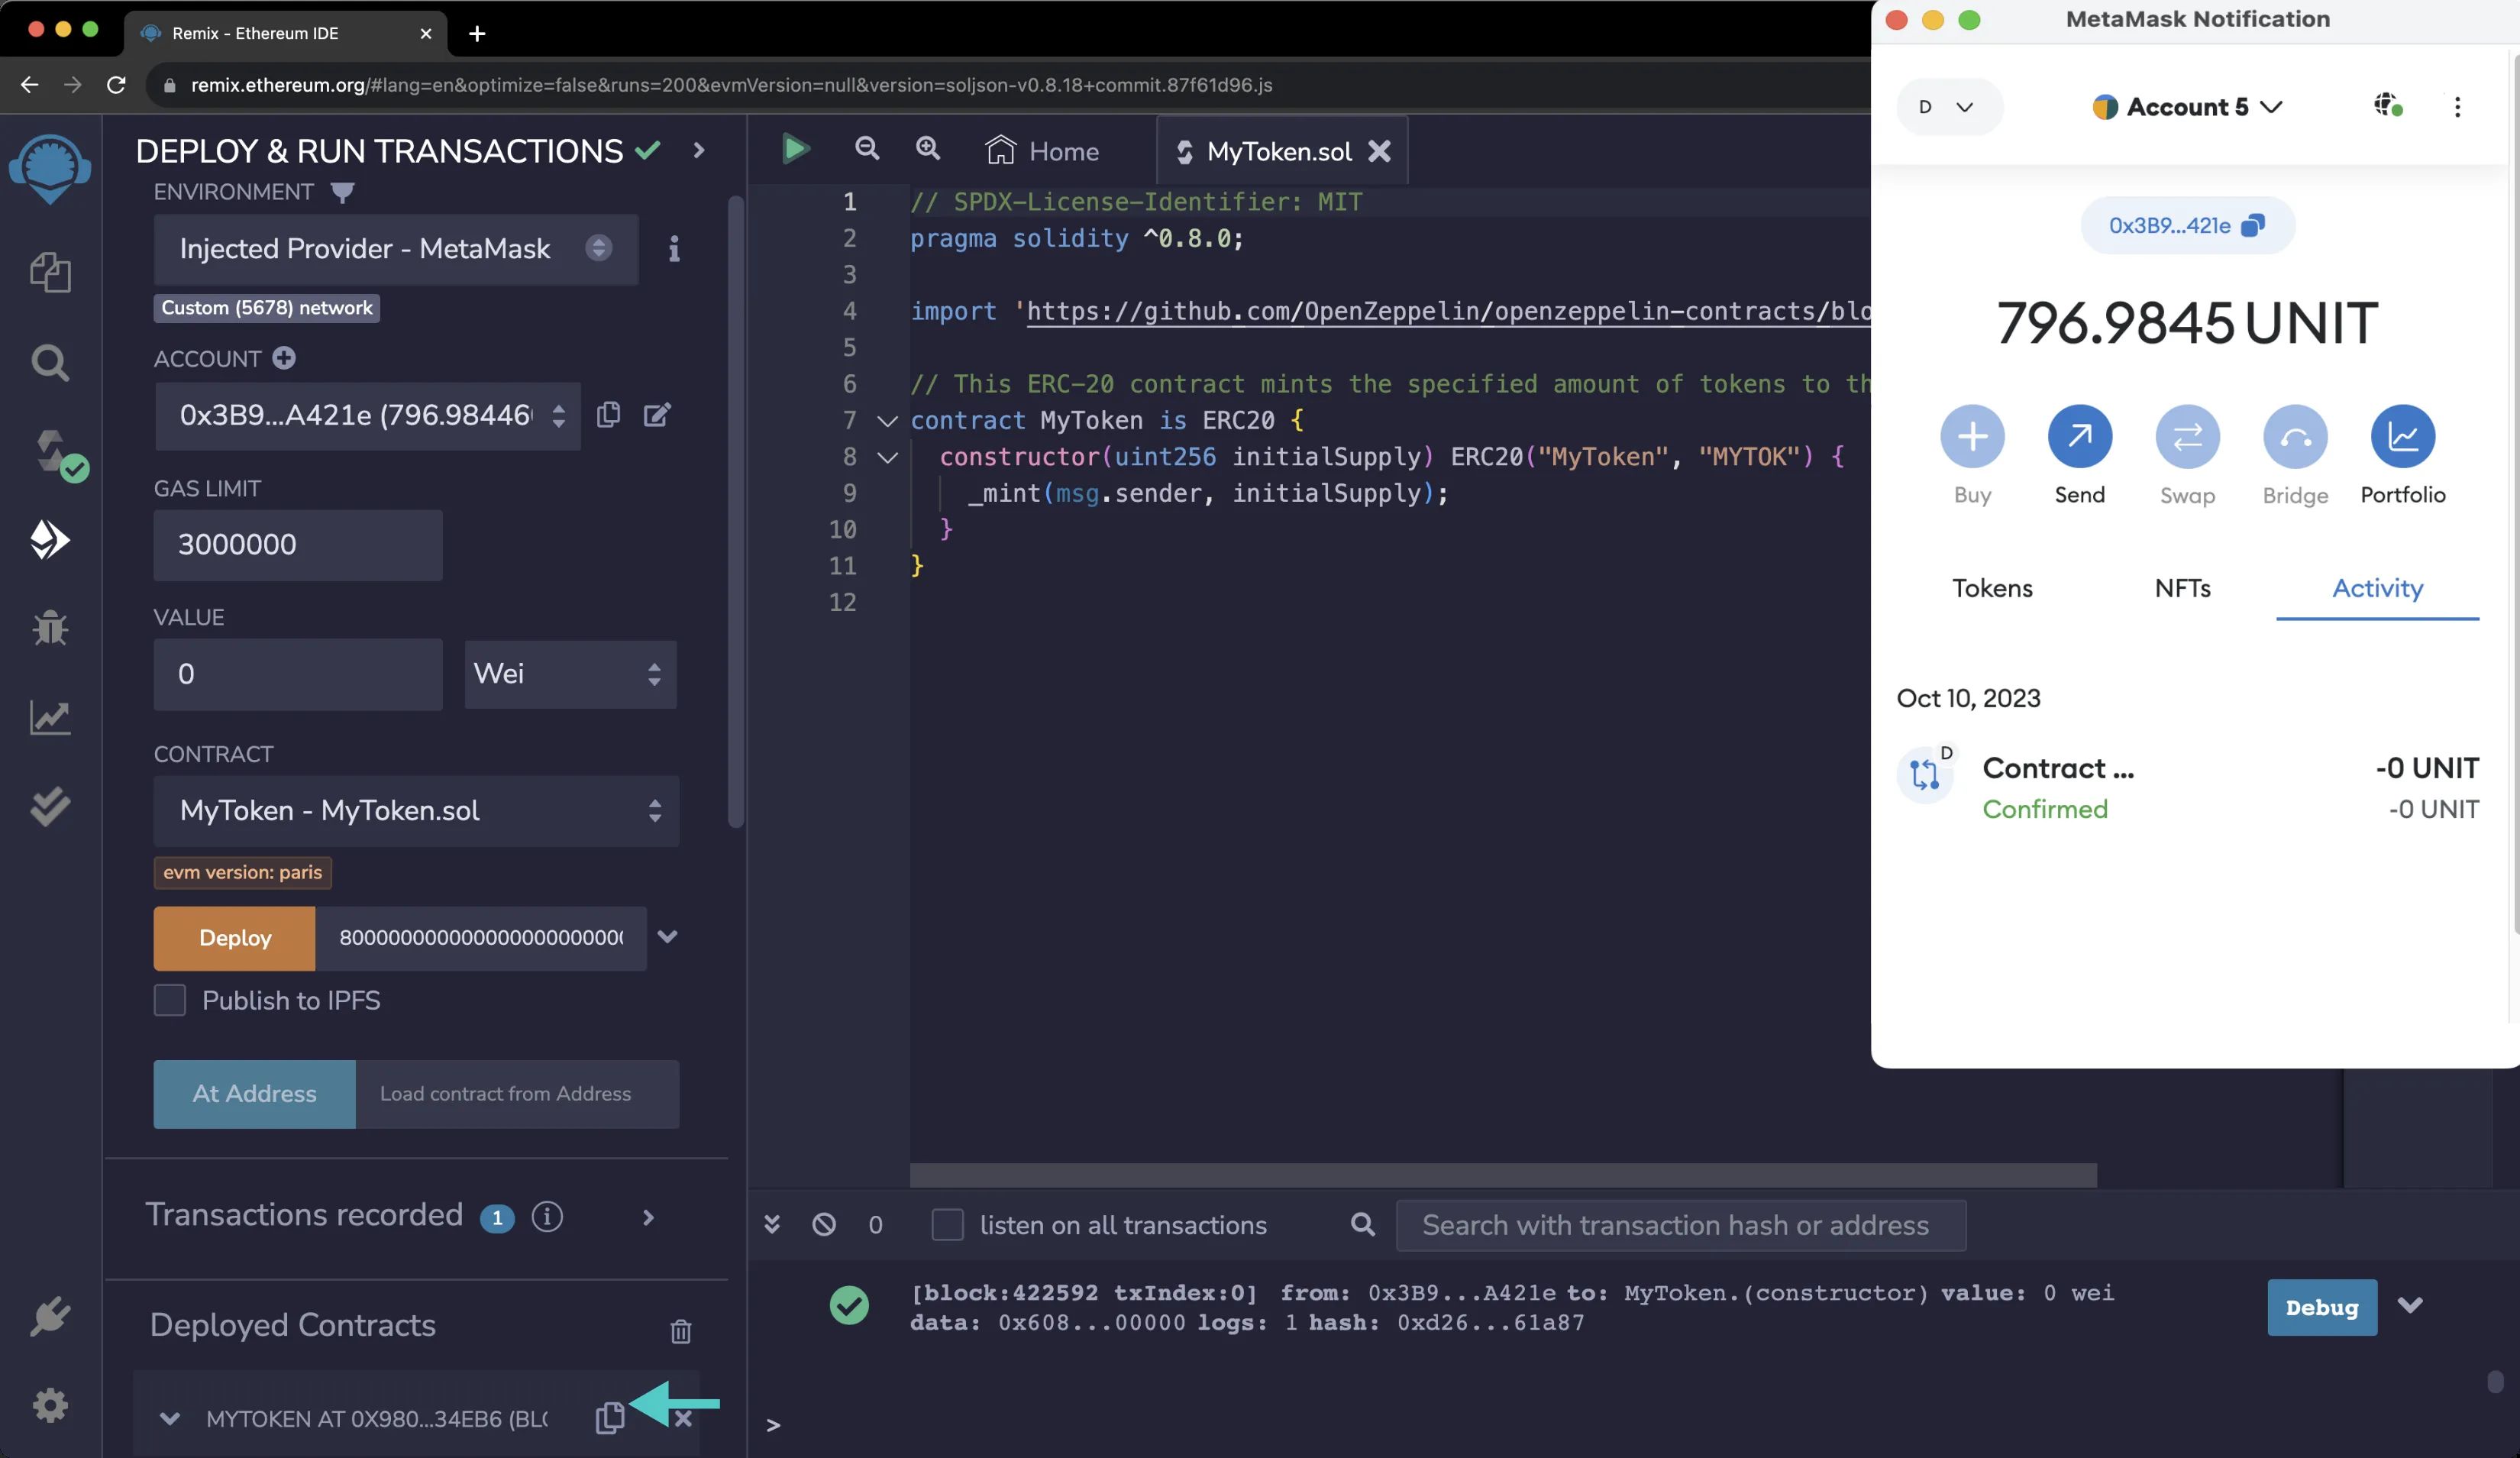 Remix - Ethereum IDE
remix.ethereum.org/#lang=en&optimize=false&runs=200&evmVersion=null&version=soljson-v0.8.18+commit.87f61d96.js
DEPLOY & RUN TRANSACTIONS
ENVIRONMENT
Injected Provider - MetaMask
Custom (5678) network
ACCOUNT
0x3B9...A421e (796.98446
GAS LIMIT
3000000
VALUE
0
Wei
CONTRACT
MyToken - MyToken.sol
evm version: paris
Deploy
Publish to IPFS
At Address
Load contract from Address
Transactions recorded 1 i
Deployed Contracts
MYTOKEN AT 0X980...34EB6 (BLO
Home
MyToken.sol
1 // SPDX-License-Identifier: MIT
2 pragma solidity ^0.8.0;
3
4 import 'https://github.com/OpenZeppelin/openzeppelin-contracts/blo
5
6 // This ERC-20 contract mints the specified amount of tokens to th
7 contract MyToken is ERC20 {
8 constructor(uint256 initialSupply) ERC20("MyToken", "MYTOK") {
9 _mint(msg.sender, initialSupply);
10 }
11 }
12
0
listen on all transactions
Search with transaction hash or address
[block:422592 txIndex:0] from: 0x3B9...A421e to: MyToken.(constructor) value: 0 wei
data: 0x608...00000 logs: 1 hash: 0xd26...61a87
Debug
>
MetaMask Notification
D
Account 5
0x3B9...421e
796.9845 UNIT
Buy
Send
Swap
Bridge
Portfolio
Tokens
NFTs
Activity
Oct 10, 2023
D
Contract ...
-0 UNIT
Confirmed
-0 UNIT